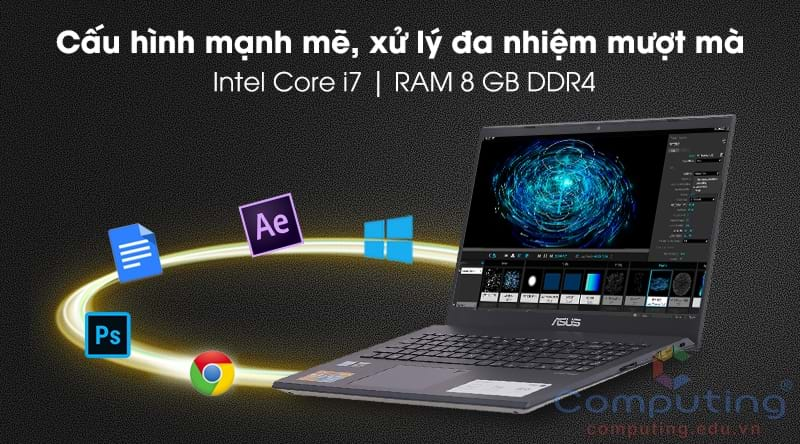 Cấu hình mạnh mẽ, xử lý đa nhiệm mượt mà
Intel Core i7 | RAM 8 GB DDR4
Ae
Ps
ASUS
Computing®
computing.edu.vn